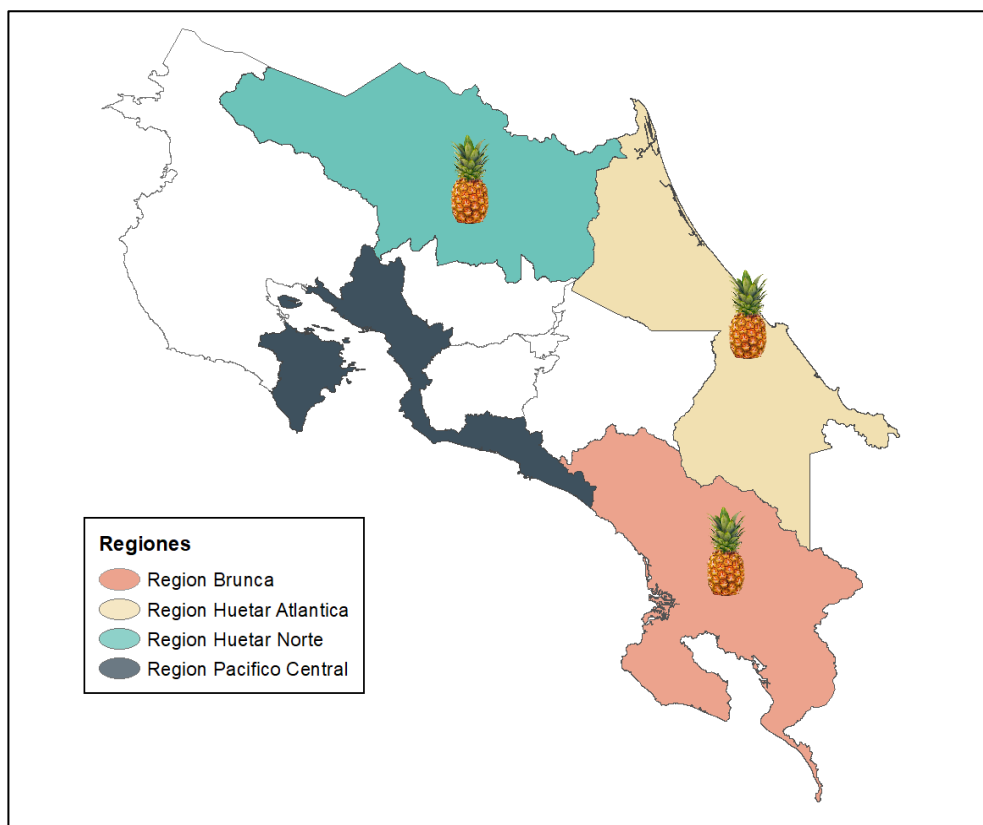 Regiones
Region Brunca
Region Huetar Atlantica
Region Huetar Norte
Region Pacifico Central